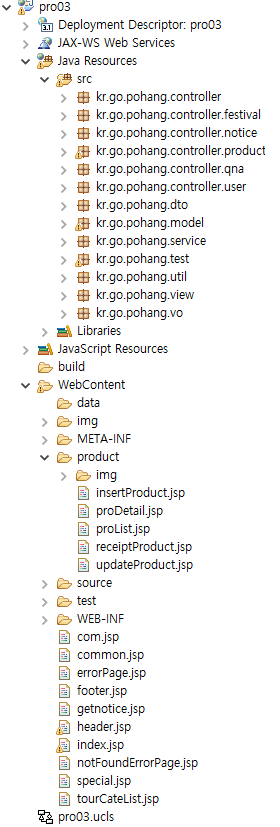 pro03
Deployment Descriptor: pro03
JAX-WS Web Services
Java Resources
src
kr.go.pohang.controller
kr.go.pohang.controller.festival
kr.go.pohang.controller.notice
kr.go.pohang.controller.product
kr.go.pohang.controller.qna
kr.go.pohang.controller.user
kr.go.pohang.dto
kr.go.pohang.model
kr.go.pohang.service
kr.go.pohang.test
kr.go.pohang.util
kr.go.pohang.view
kr.go.pohang.vo
Libraries
JavaScript Resources
build
WebContent
data
img
META-INF
product
img
insertProduct.jsp
proDetail.jsp
proList.jsp
receiptProduct.jsp
updateProduct.jsp
source
test
WEB-INF
com.jsp
common.jsp
errorPage.jsp
footer.jsp
getnotice.jsp
header.jsp
index.jsp
notFoundErrorPage.jsp
special.jsp
tourCateList.jsp
pro03.ucls